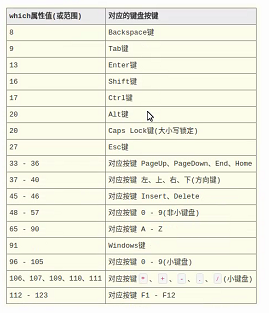 which属性值(或范围) 对应的键盘按键
8 Backspace键
9 Tab键
13 Enter键
16 Shift键
17 Ctrl键
20 Alt键
20 Caps Lock键(大小写锁定)
27 Esc键
33 - 36 对应按键 PageUp、PageDown、End、Home
37 - 40 对应按键 左、上、右、下(方向键)
45 - 46 对应按键 Insert、Delete
48 - 57 对应按键 0 - 9(非小键盘)
65 - 90 对应按键 A - Z
91 Windows键
96 - 105 对应按键 0 - 9(小键盘)
106、107、109、110、111 对应按键 * 、 + 、 - 、 . 、 / (小键盘)
112 - 123 对应按键 F1 - F12